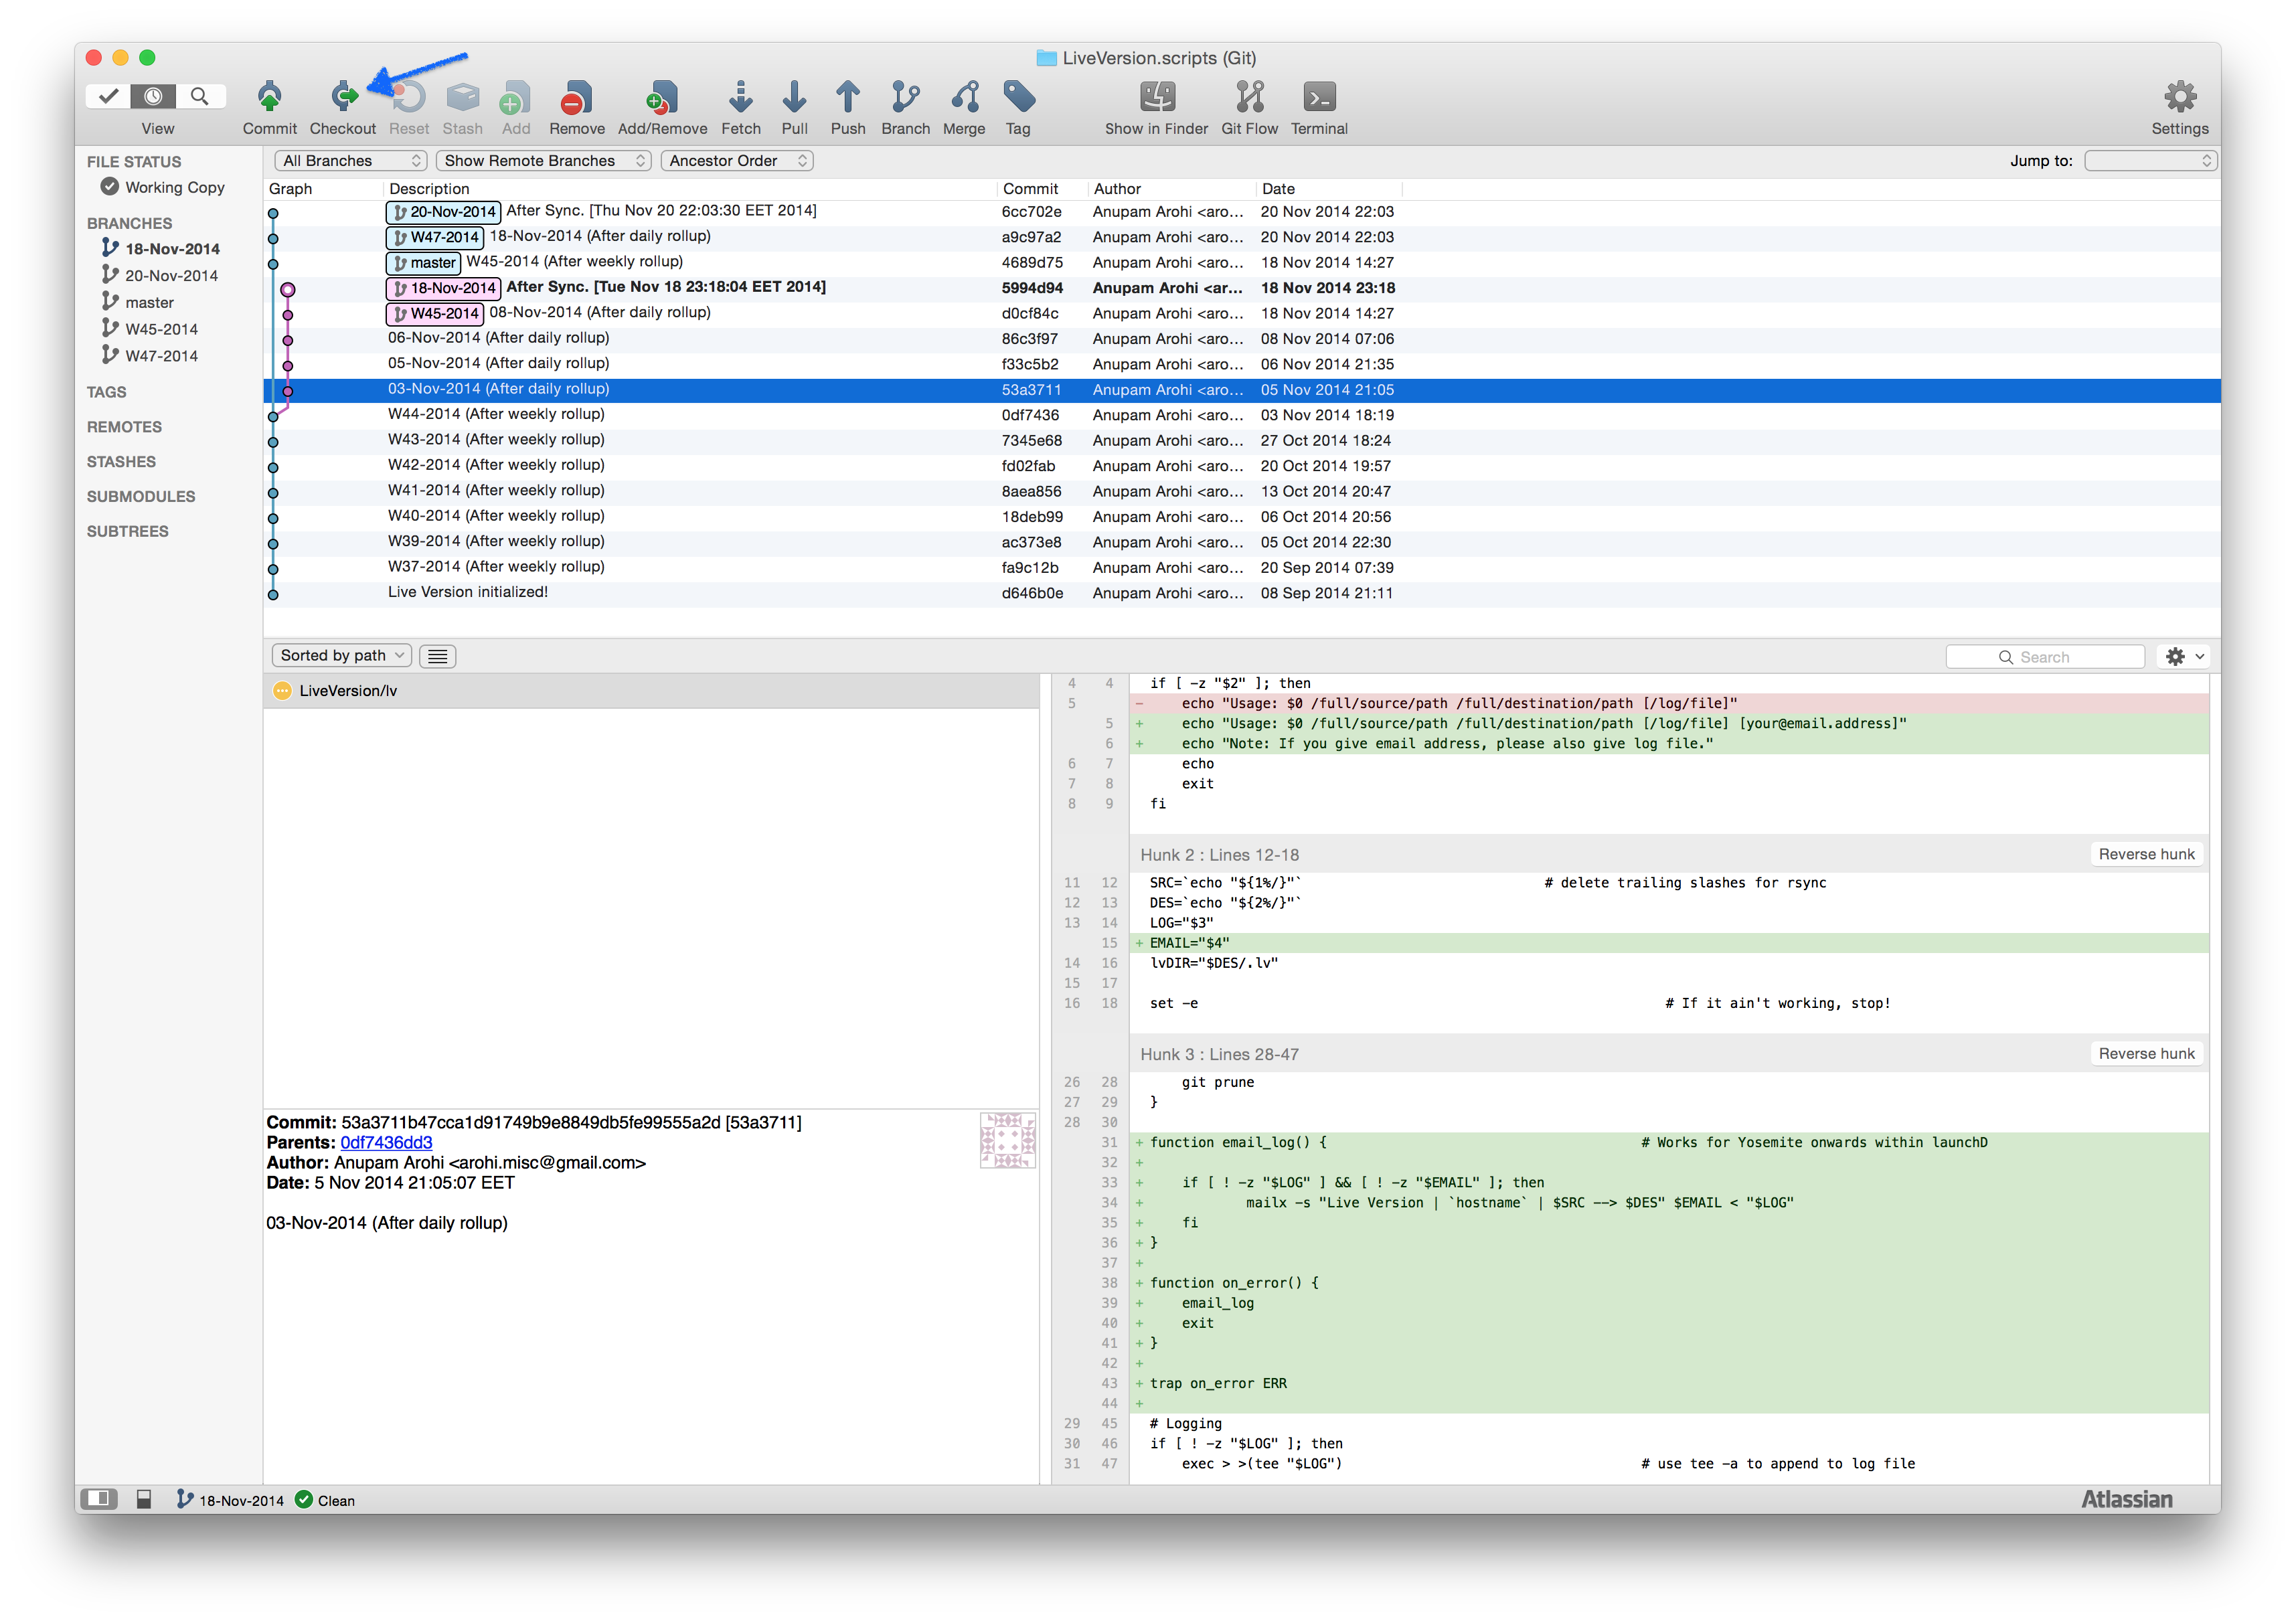 LiveVersion.scripts (Git)
View Commit Checkout Reset Stash Add Remove Add/Remove Fetch Pull Push Branch Merge Tag Show in Finder Git Flow Terminal Settings
FILE STATUS
Working Copy
BRANCHES
18-Nov-2014
20-Nov-2014
master
W45-2014
W47-2014
TAGS
REMOTES
STASHES
SUBMODULES
SUBTREES
All Branches Show Remote Branches Ancestor Order Jump to:
Graph Description Commit Author Date
20-Nov-2014 After Sync. [Thu Nov 20 22:03:30 EET 2014] 6cc702e Anupam Arohi <aro... 20 Nov 2014 22:03
W47-2014 18-Nov-2014 (After daily rollup) a9c97a2 Anupam Arohi <aro... 20 Nov 2014 22:03
master W45-2014 (After weekly rollup) 4689d75 Anupam Arohi <aro... 18 Nov 2014 14:27
18-Nov-2014 After Sync. [Tue Nov 18 23:18:04 EET 2014] 5994d94 Anupam Arohi <ar... 18 Nov 2014 23:18
W45-2014 08-Nov-2014 (After daily rollup) d0cf84c Anupam Arohi <aro... 18 Nov 2014 14:27
06-Nov-2014 (After daily rollup) 86c3f97 Anupam Arohi <aro... 08 Nov 2014 07:06
05-Nov-2014 (After daily rollup) f33c5b2 Anupam Arohi <aro... 06 Nov 2014 21:35
03-Nov-2014 (After daily rollup) 53a3711 Anupam Arohi <aro... 05 Nov 2014 21:05
W44-2014 (After weekly rollup) 0df7436 Anupam Arohi <aro... 03 Nov 2014 18:19
W43-2014 (After weekly rollup) 7345e68 Anupam Arohi <aro... 27 Oct 2014 18:24
W42-2014 (After weekly rollup) fd02fab Anupam Arohi <aro... 20 Oct 2014 19:57
W41-2014 (After weekly rollup) 8aea856 Anupam Arohi <aro... 13 Oct 2014 20:47
W40-2014 (After weekly rollup) 18deb99 Anupam Arohi <aro... 06 Oct 2014 20:56
W39-2014 (After weekly rollup) ac373e8 Anupam Arohi <aro... 05 Oct 2014 22:30
W37-2014 (After weekly rollup) fa9c12b Anupam Arohi <aro... 20 Sep 2014 07:39
Live Version initialized! d646b0e Anupam Arohi <aro... 08 Sep 2014 21:11
Sorted by path Search
LiveVersion/lv
Commit: 53a3711b47cca1d91749b9e8849db5fe99555a2d [53a3711]
Parents: 0df7436dd3
Author: Anupam Arohi <arohi.misc@gmail.com>
Date: 5 Nov 2014 21:05:07 EET
03-Nov-2014 (After daily rollup)
4 4 if [ -z "$2" ]; then
5 - echo "Usage: $0 /full/source/path /full/destination/path [/log/file]"
5 + echo "Usage: $0 /full/source/path /full/destination/path [/log/file] [your@email.address]"
6 + echo "Note: If you give email address, please also give log file."
6 7 echo
7 8 exit
8 9 fi
Hunk 2 : Lines 12-18 Reverse hunk
11 12 SRC=`echo "${1%/}"` # delete trailing slashes for rsync
12 13 DES=`echo "${2%/}"`
13 14 LOG="$3"
15 + EMAIL="$4"
14 16 lvDIR="$DES/.lv"
15 17
16 18 set -e # If it ain't working, stop!
Hunk 3 : Lines 28-47 Reverse hunk
26 28 git prune
27 29 }
28 30
31 + function email_log() { # Works for Yosemite onwards within launchD
32 +
33 + if [ ! -z "$LOG" ] && [ ! -z "$EMAIL" ]; then
34 + mailx -s "Live Version | `hostname` | $SRC --> $DES" $EMAIL < "$LOG"
35 + fi
36 + }
37 +
38 + function on_error() {
39 + email_log
40 + exit
41 + }
42 +
43 + trap on_error ERR
44 +
29 45 # Logging
30 46 if [ ! -z "$LOG" ]; then
31 47 exec > >(tee "$LOG") # use tee -a to append to log file
18-Nov-2014 Clean Atlassian